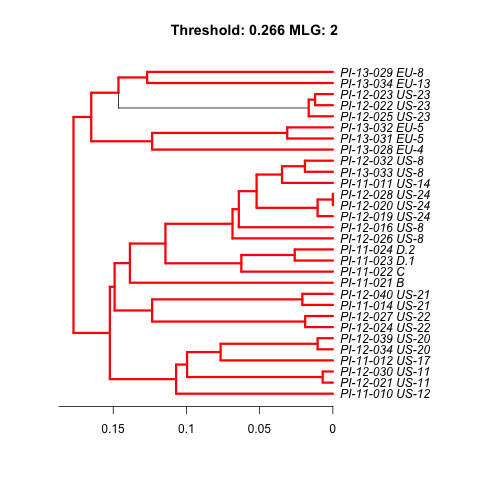 Threshold: 0.266 MLG: 2
PI-13-029 EU-8
PI-13-034 EU-13
PI-12-023 US-23
PI-12-022 US-23
PI-12-025 US-23
PI-13-032 EU-5
PI-13-031 EU-5
PI-13-028 EU-4
PI-12-032 US-8
PI-13-033 US-8
PI-11-011 US-14
PI-12-028 US-24
PI-12-020 US-24
PI-12-019 US-24
PI-12-016 US-8
PI-12-026 US-8
PI-11-024 D.2
PI-11-023 D.1
PI-11-022 C
PI-11-021 B
PI-12-040 US-21
PI-11-014 US-21
PI-12-027 US-22
PI-12-024 US-22
PI-12-039 US-20
PI-12-034 US-20
PI-11-012 US-17
PI-12-030 US-11
PI-12-021 US-11
PI-11-010 US-12
0.15 0.1 0.05 0